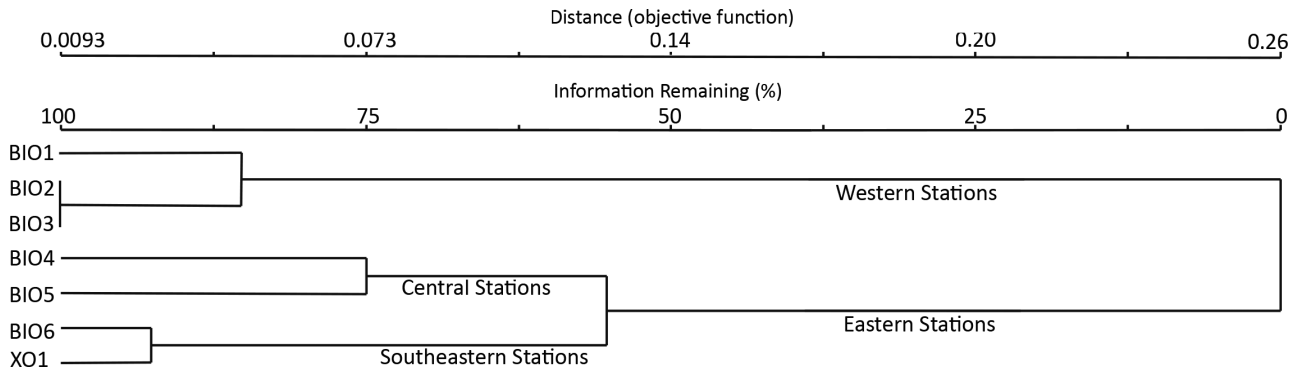 Distance (objective function)
0.0093 0.073 0.14 0.20 0.26
Information Remaining (%)
100 75 50 25 0
BIO1
BIO2
Western Stations
BIO3
BIO4
Central Stations
BIO5
Eastern Stations
BIO6
Southeastern Stations
XO1